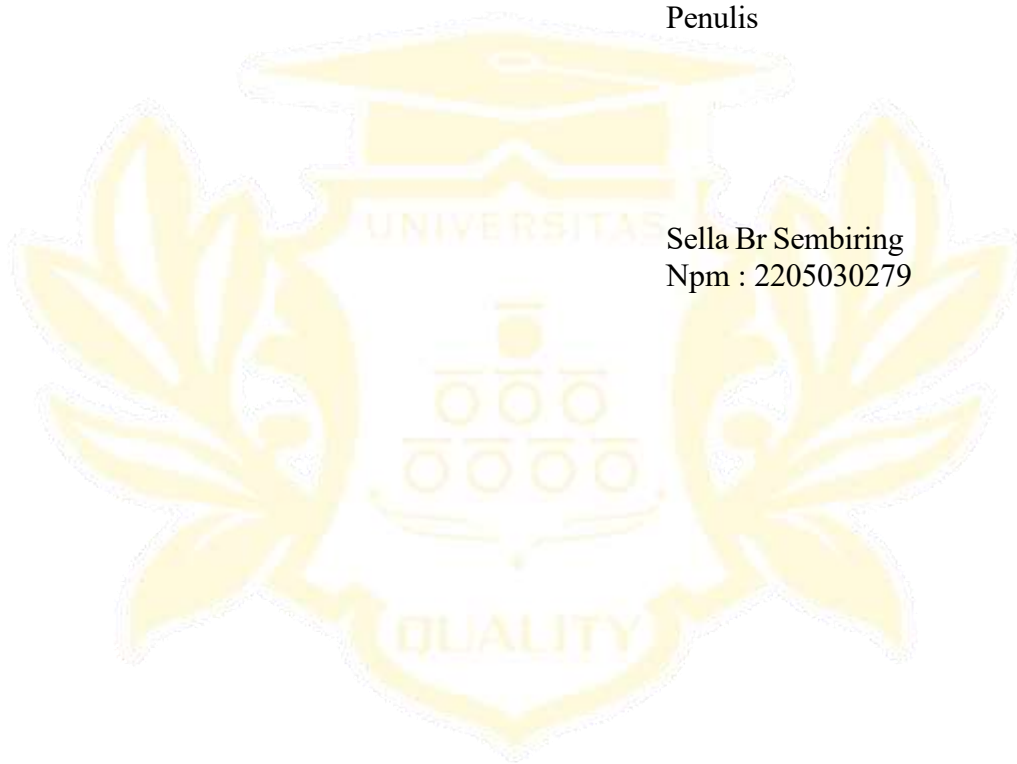 Penulis
UNIVERSITAS
Sella Br Sembiring
Npm : 2205030279
QUALITY